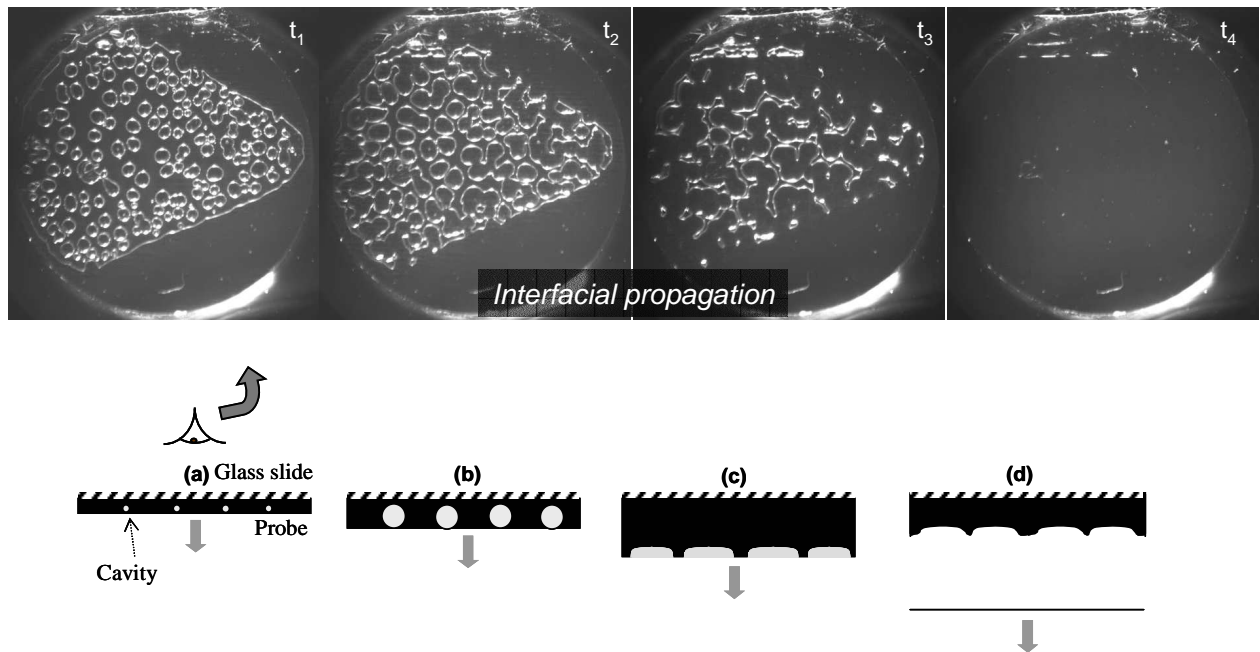 t1
t2
t3
t4
Interfacial propagation
(a)
Glass slide
(b)
(c)
(d)
Probe
Cavity